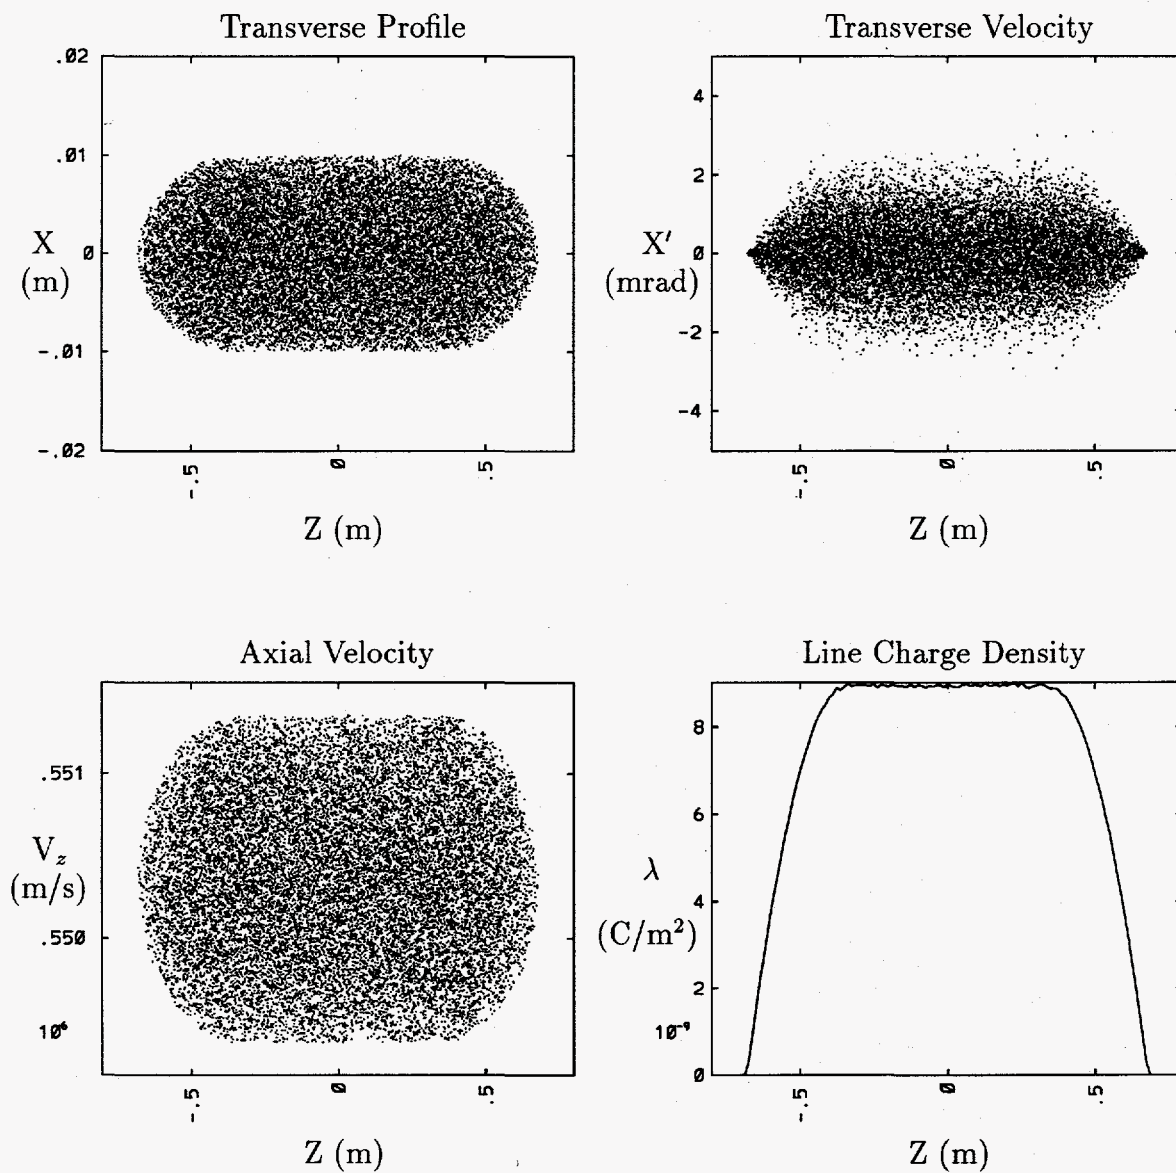 Transverse Profile
.02
.01
X
0
(m)
-.01
-.02
-.5
0
.5
Z (m)
Transverse Velocity
4
2
X′
0
(mrad)
-2
-4
-.5
0
.5
Z (m)
Axial Velocity
.551
V_z
(m/s)
.550
10⁶
-.5
0
.5
Z (m)
Line Charge Density
8
6
λ
4
(C/m²)
2
10⁻⁹
0
-.5
0
.5
Z (m)